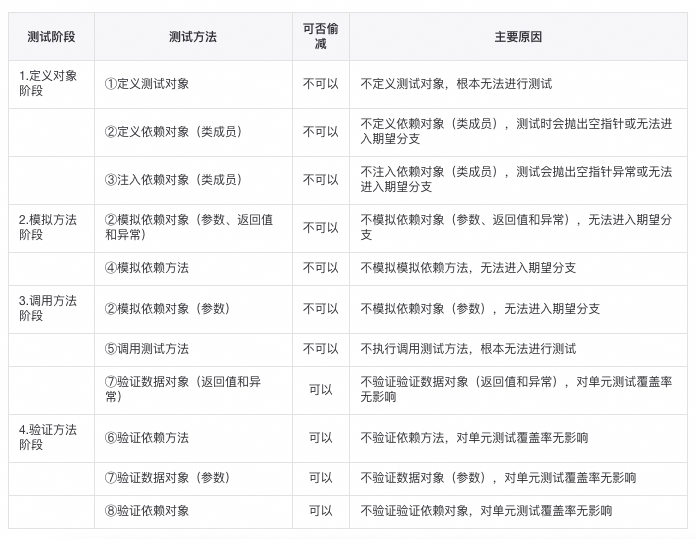 测试阶段 测试方法 可否偷减 主要原因
1.定义对象阶段 ①定义测试对象 不可以 不定义测试对象，根本无法进行测试
②定义依赖对象（类成员） 不可以 不定义依赖对象（类成员），测试时会抛出空指针或无法进入期望分支
③注入依赖对象（类成员） 不可以 不注入依赖对象（类成员），测试会抛出空指针异常或无法进入期望分支
2.模拟方法阶段 ②模拟依赖对象（参数、返回值和异常） 不可以 不模拟依赖对象（参数、返回值和异常），无法进入期望分支
④模拟依赖方法 不可以 不模拟模拟依赖方法，无法进入期望分支
3.调用方法阶段 ②模拟依赖对象（参数） 不可以 不模拟依赖对象（参数），无法进入期望分支
⑤调用测试方法 不可以 不执行调用测试方法，根本无法进行测试
⑦验证数据对象（返回值和异常） 可以 不验证验证数据对象（返回值和异常），对单元测试覆盖率无影响
4.验证方法阶段 ⑥验证依赖方法 可以 不验证依赖方法，对单元测试覆盖率无影响
⑦验证数据对象（参数） 可以 不验证数据对象（参数），对单元测试覆盖率无影响
⑧验证依赖对象 可以 不验证验证依赖对象，对单元测试覆盖率无影响